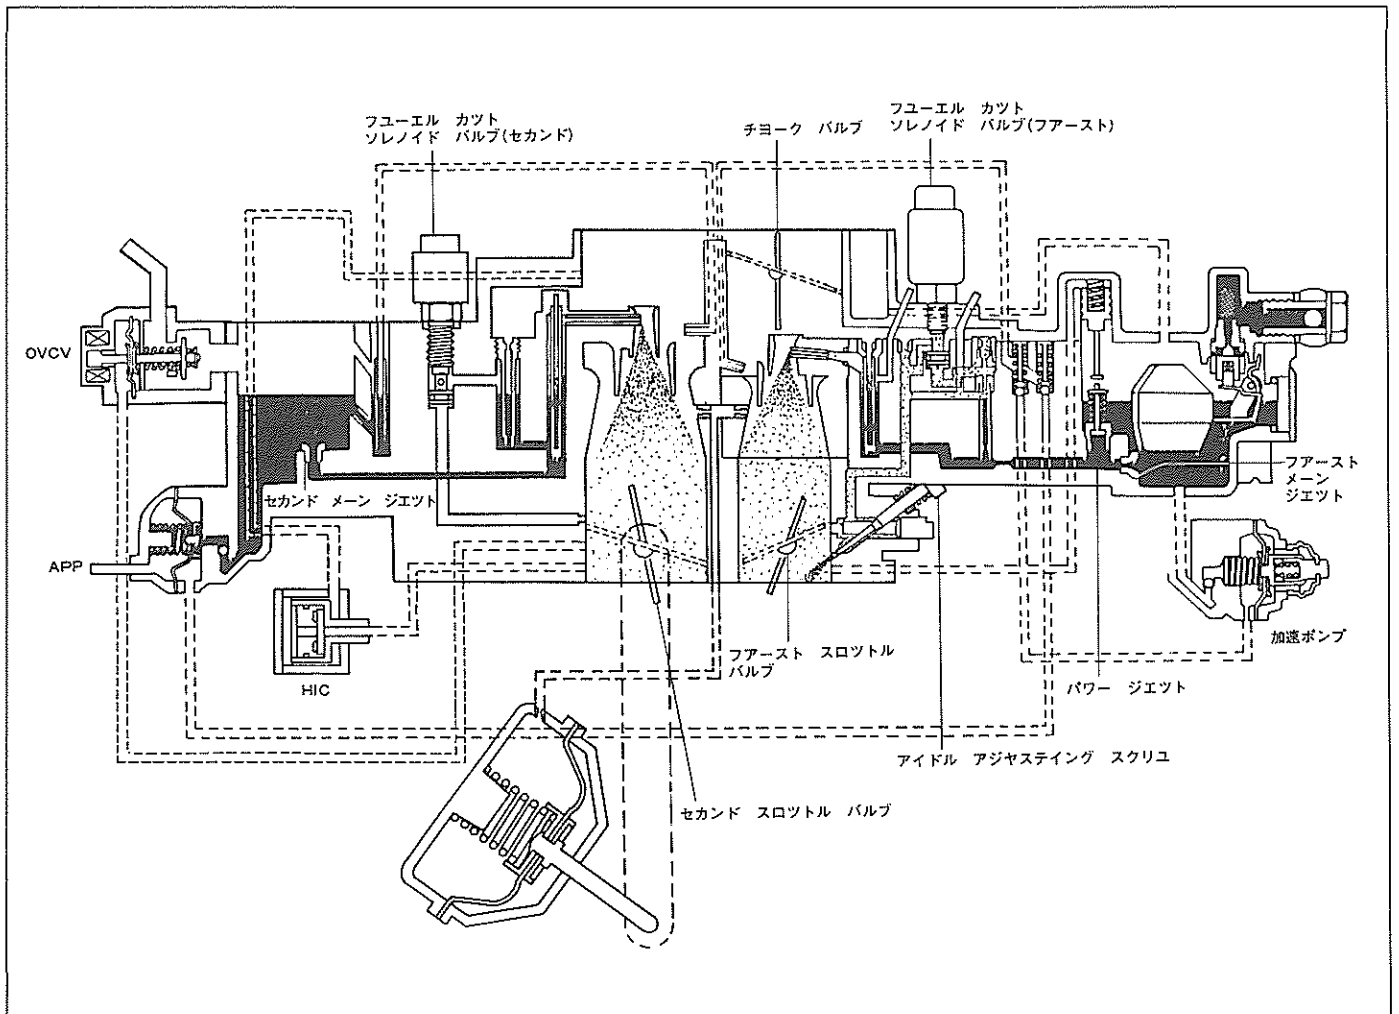 フユーエル カツト
ソレノイド バルブ(セカンド)
チヨーク バルブ
フユーエル カツト
ソレノイド バルブ(フアースト)
OVCV
セカンド メーン ジエツト
フアースト
メーン
ジエツト
APP
HIC
フアースト スロツトル
バルブ
加速ポンプ
パワー ジエツト
アイドル アジヤステイング スクリユ
セカンド スロツトル バルブ